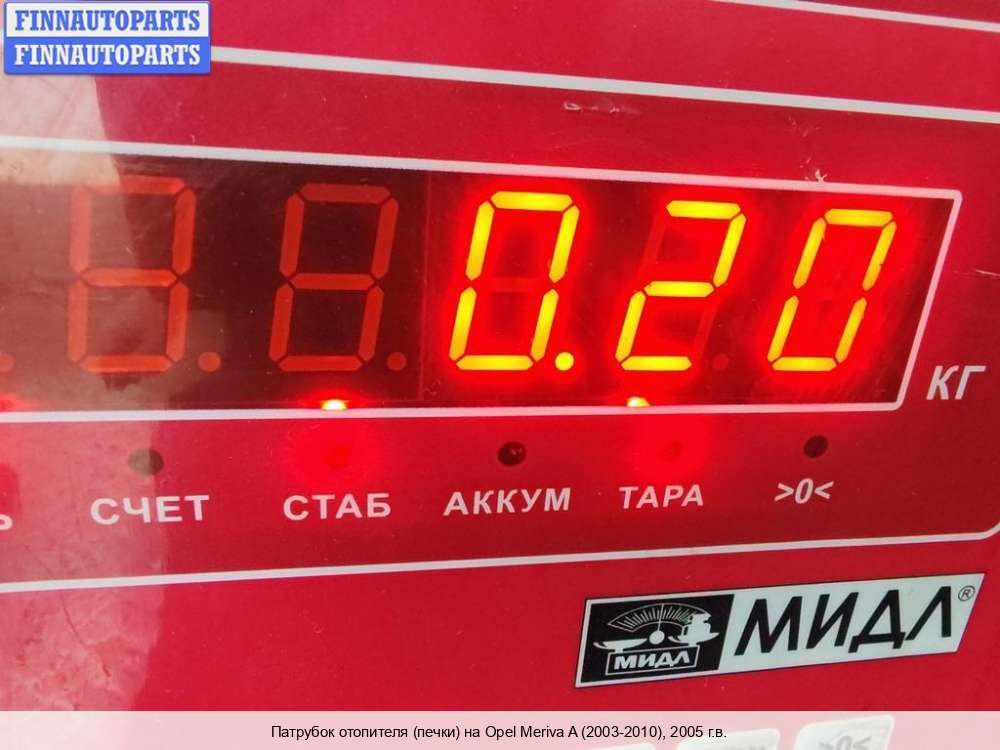 FINNAUTOPARTS
FINNAUTOPARTS
0.20
КГ
СЧЕТ СТАБ АККУМ ТАРА >0<
МИДЛ МИДЛ®
>0<
Патрубок отопителя (печки) на Opel Meriva A (2003-2010), 2005 г.в.